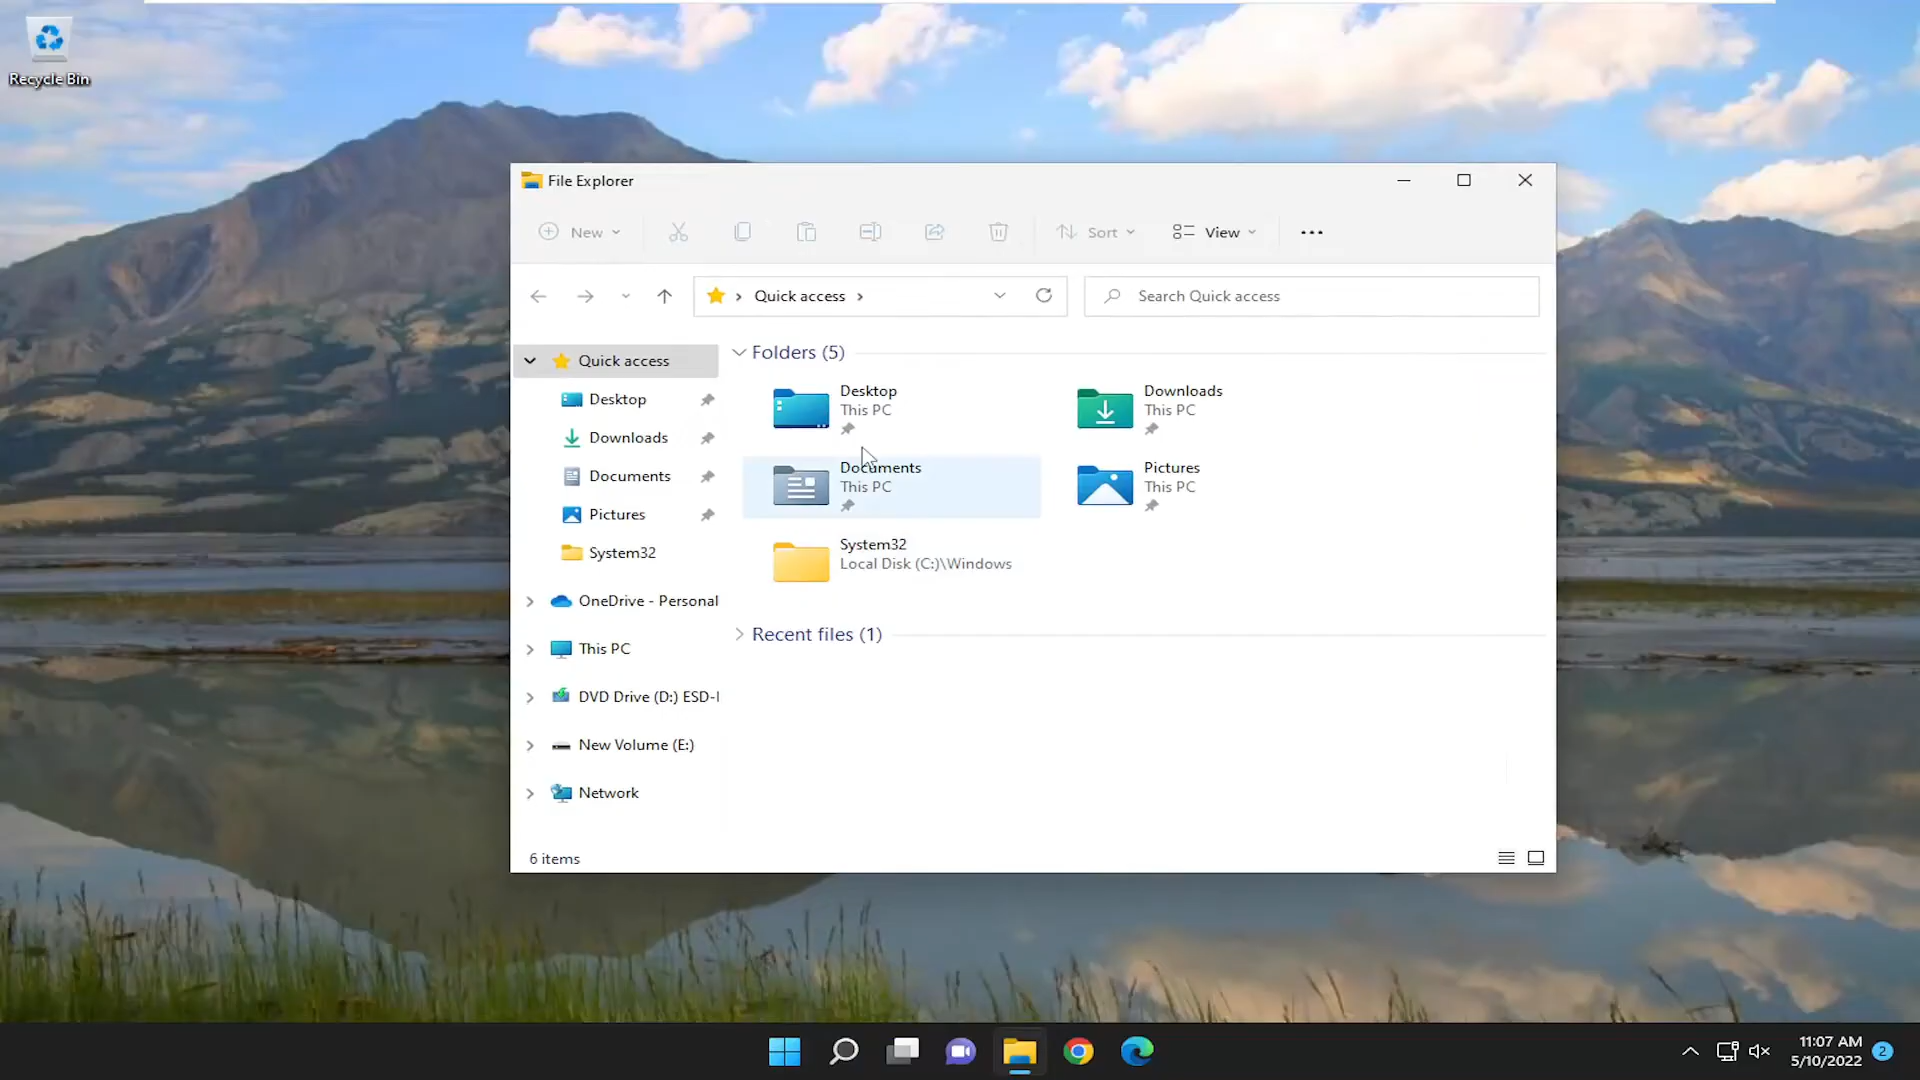 Recycle Bin
File Explorer
New
Sort
View
Quick access
Search Quick access
Quick access
Desktop
Downloads
Documents
Pictures
System32
OneDrive - Personal
This PC
DVD Drive (D:) ESD-I
New Volume (E:)
Network
Folders (5)
Desktop
This PC
Downloads
This PC
Documents
This PC
Pictures
This PC
System32
Local Disk (C:)\Windows
Recent files (1)
6 items
11:07 AM
5/10/2022
2